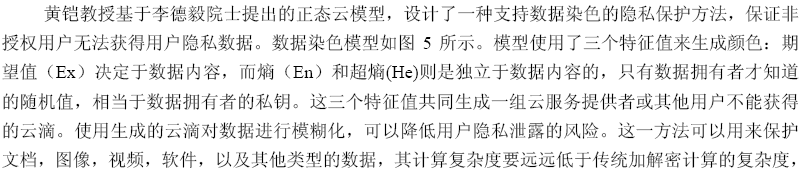 黄铠教授基于李德毅院士提出的正态云模型，设计了一种支持数据染色的隐私保护方法，保证非
授权用户无法获得用户隐私数据。数据染色模型如图 5 所示。模型使用了三个特征值来生成颜色：期
望值（Ex）决定于数据内容，而熵（En）和超熵(He)则是独立于数据内容的，只有数据拥有者才知道
的随机值，相当于数据拥有者的私钥。这三个特征值共同生成一组云服务提供者或其他用户不能获得
的云滴。使用生成的云滴对数据进行模糊化，可以降低用户隐私泄露的风险。这一方法可以用来保护
文档，图像，视频，软件，以及其他类型的数据，其计算复杂度要远远低于传统加解密计算的复杂度，